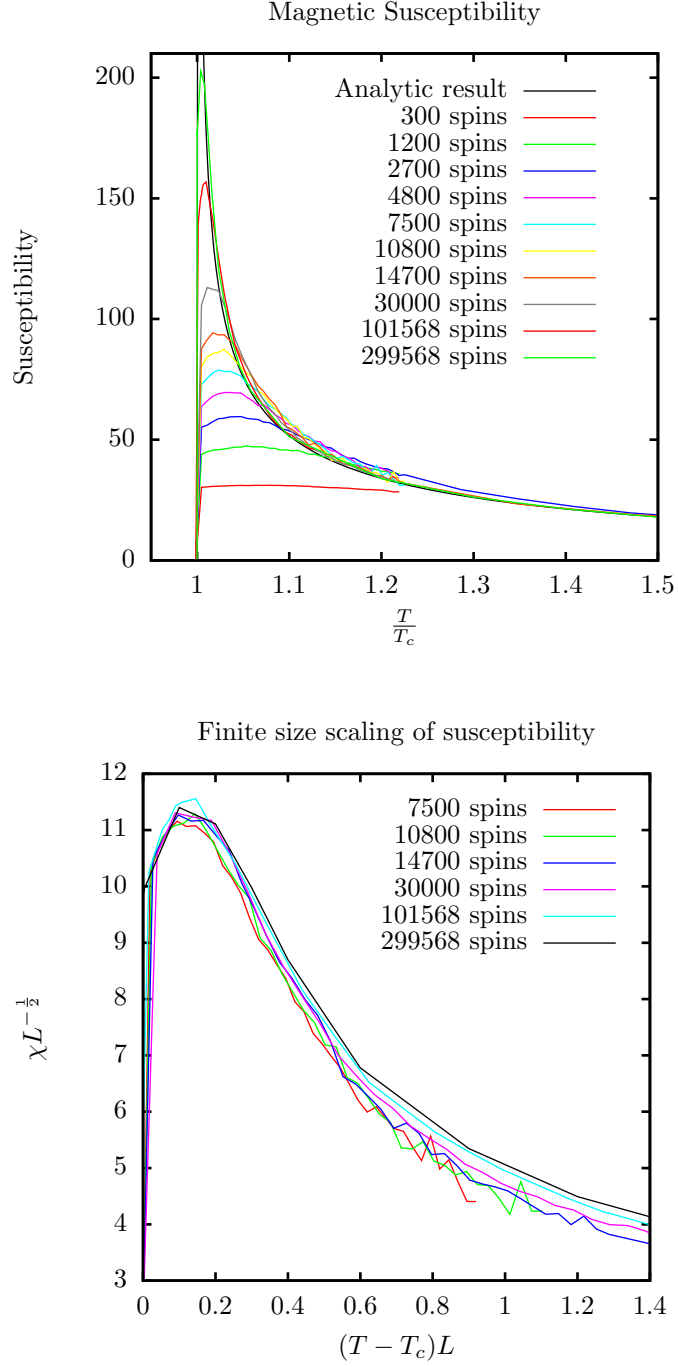 Magnetic Susceptibility
Susceptibility
200
150
100
50
0
Analytic result
300 spins
1200 spins
2700 spins
4800 spins
7500 spins
10800 spins
14700 spins
30000 spins
101568 spins
299568 spins
1 1.1 1.2 1.3 1.4 1.5
T/T_c
Finite size scaling of susceptibility
χL^{-1/2}
12
11
10
9
8
7
6
5
4
3
7500 spins
10800 spins
14700 spins
30000 spins
101568 spins
299568 spins
0 0.2 0.4 0.6 0.8 1 1.2 1.4
(T − T_c)L